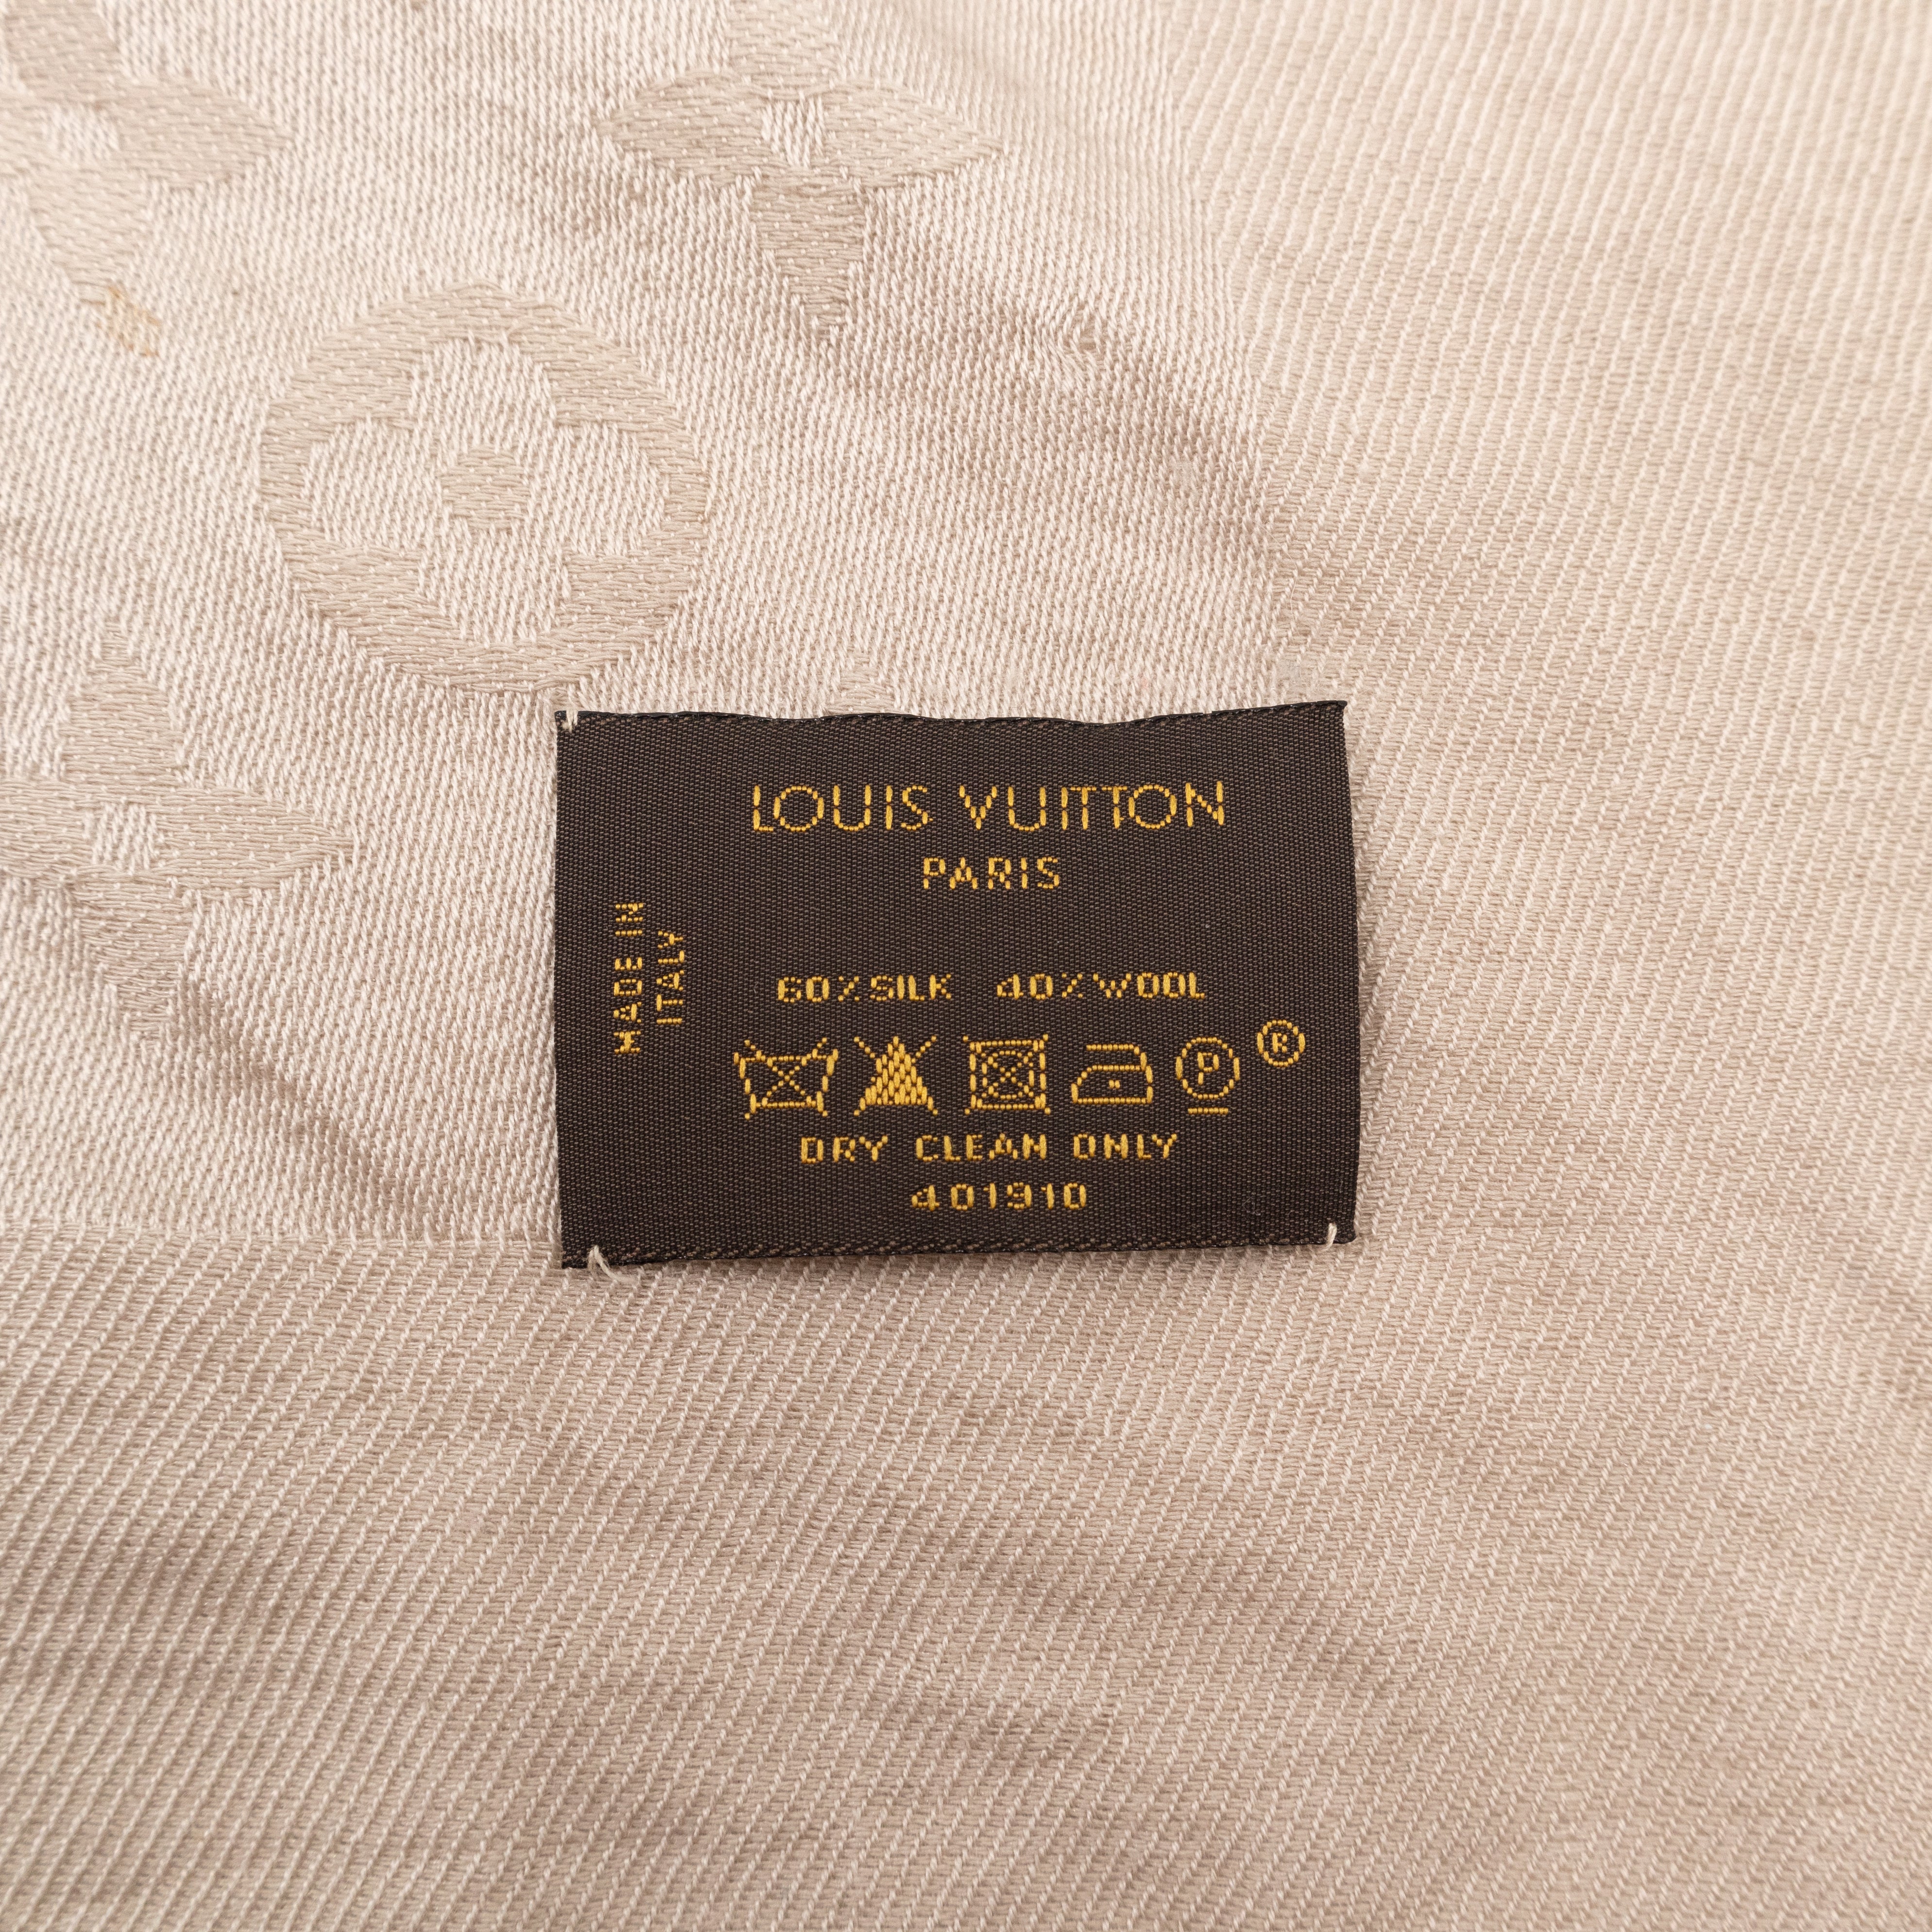 LOUIS VUITTON
PARIS
MADE IN
ITALY
60% SILK 40% WOOL
P
®
DRY CLEAN ONLY
401910